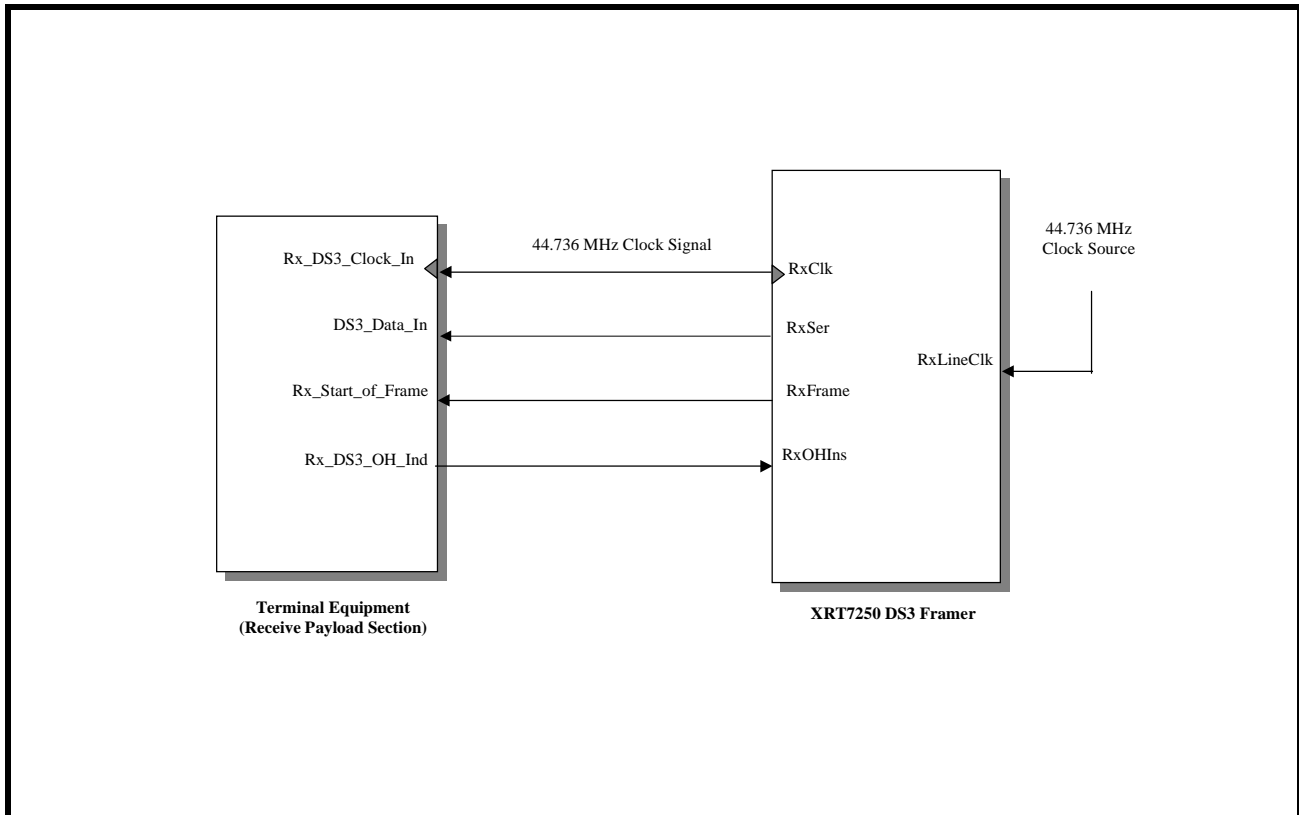 44.736 MHz
Clock Source
44.736 MHz Clock Signal
Rx_DS3_Clock_In
RxClk
DS3_Data_In
RxSer
RxLineClk
Rx_Start_of_Frame
RxFrame
Rx_DS3_OH_Ind
RxOHIns
Terminal Equipment
(Receive Payload Section)
XRT7250 DS3 Framer